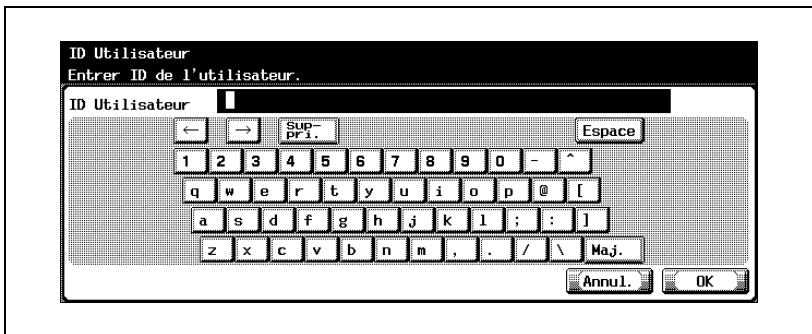 ID Utilisateur
Entrer ID de l'utilisateur.
ID Utilisateur
← → Sup-
pri. Espace
1 2 3 4 5 6 7 8 9 0 - ^
q w e r t y u i o p @ [
a s d f g h j k l ; : ]
z x c v b n m , . / \ Maj.
Annul. OK